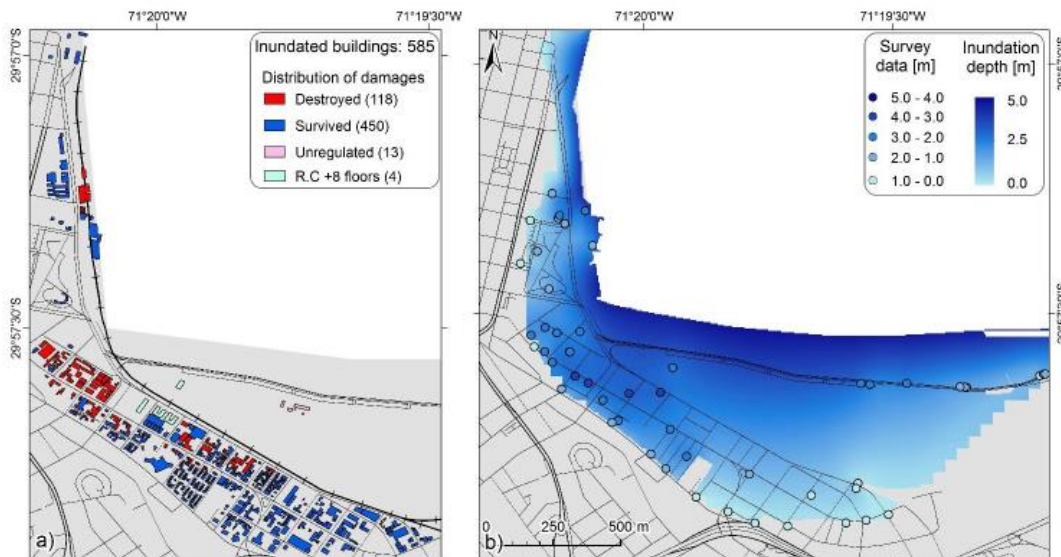 71°20'0"W
71°19'30"W
71°20'0"W
71°19'30"W
29°57'0"S
29°57'30"S
Inundated buildings: 585
Distribution of damages
Destroyed (118)
Survived (450)
Unregulated (13)
R.C +8 floors (4)
a)
N
Survey
data [m]
5.0 - 4.0
4.0 - 3.0
3.0 - 2.0
2.0 - 1.0
1.0 - 0.0
Inundation
depth [m]
5.0
2.5
0.0
0
250
500 m
b)